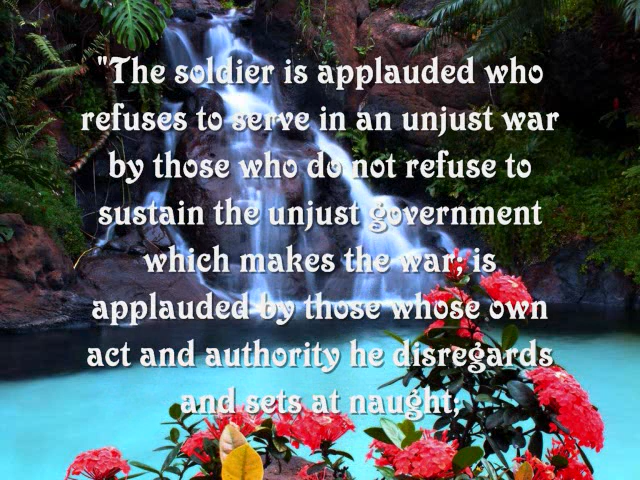 "The soldier is applauded who
refuses to serve in an unjust war
by those who do not refuse to
sustain the unjust government
which makes the war; is
applauded by those whose own
act and authority he disregards
and sets at naught;